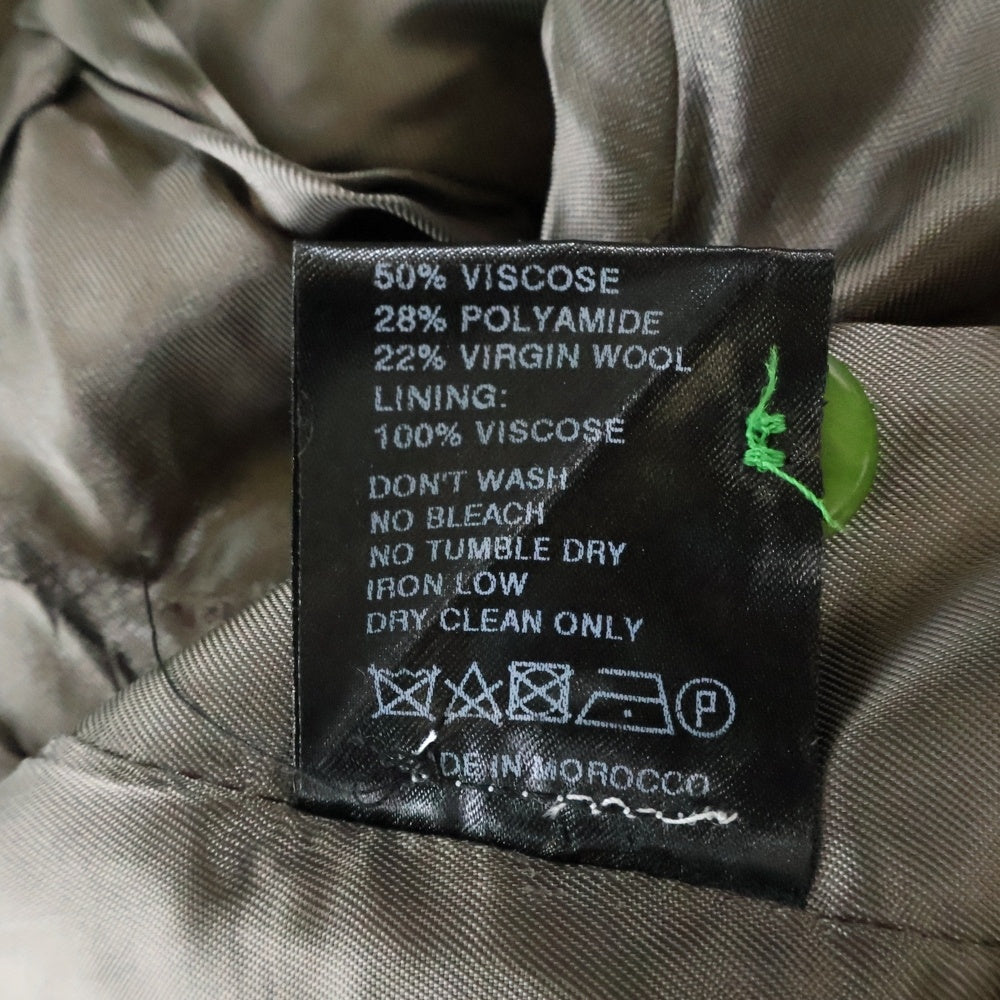 50% VISCOSE
28% POLYAMIDE
22% VIRGIN WOOL
LINING:
100% VISCOSE
DON'T WASH
NO BLEACH
NO TUMBLE DRY
IRON LOW
DRY CLEAN ONLY
P
MADE IN MOROCCO